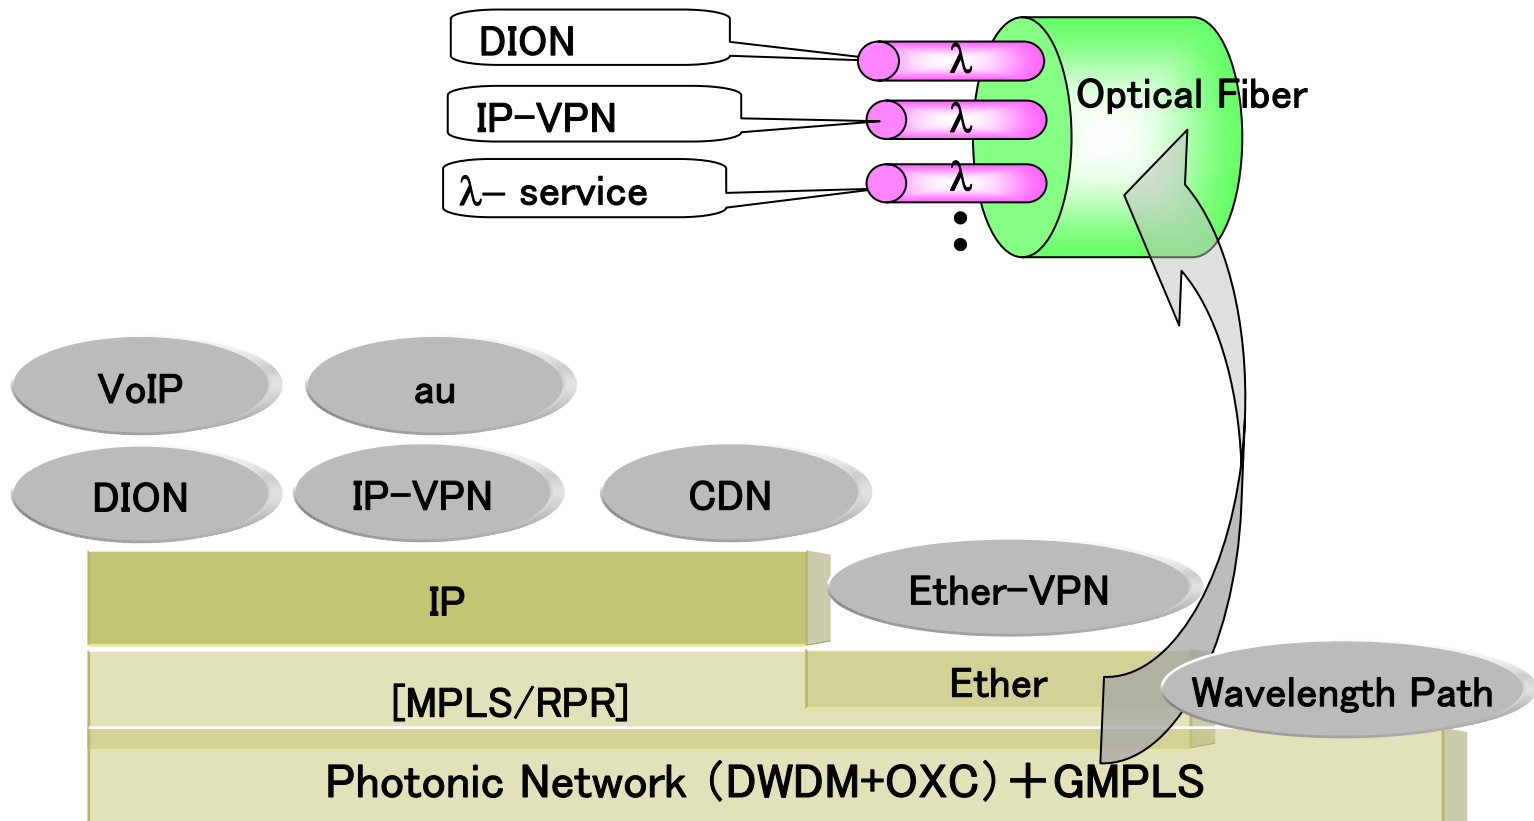 DION
λ
Optical Fiber
IP-VPN
λ
λ- service
λ
VoIP
au
DION
IP-VPN
CDN
IP
Ether-VPN
[MPLS/RPR]
Ether
Wavelength Path
Photonic Network (DWDM+OXC)+GMPLS